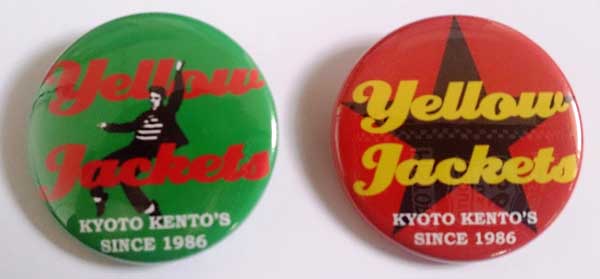 Yellow
Jackets
KYOTO KENTO'S
SINCE 1986
Yellow
Jackets
KYOTO KENTO'S
SINCE 1986